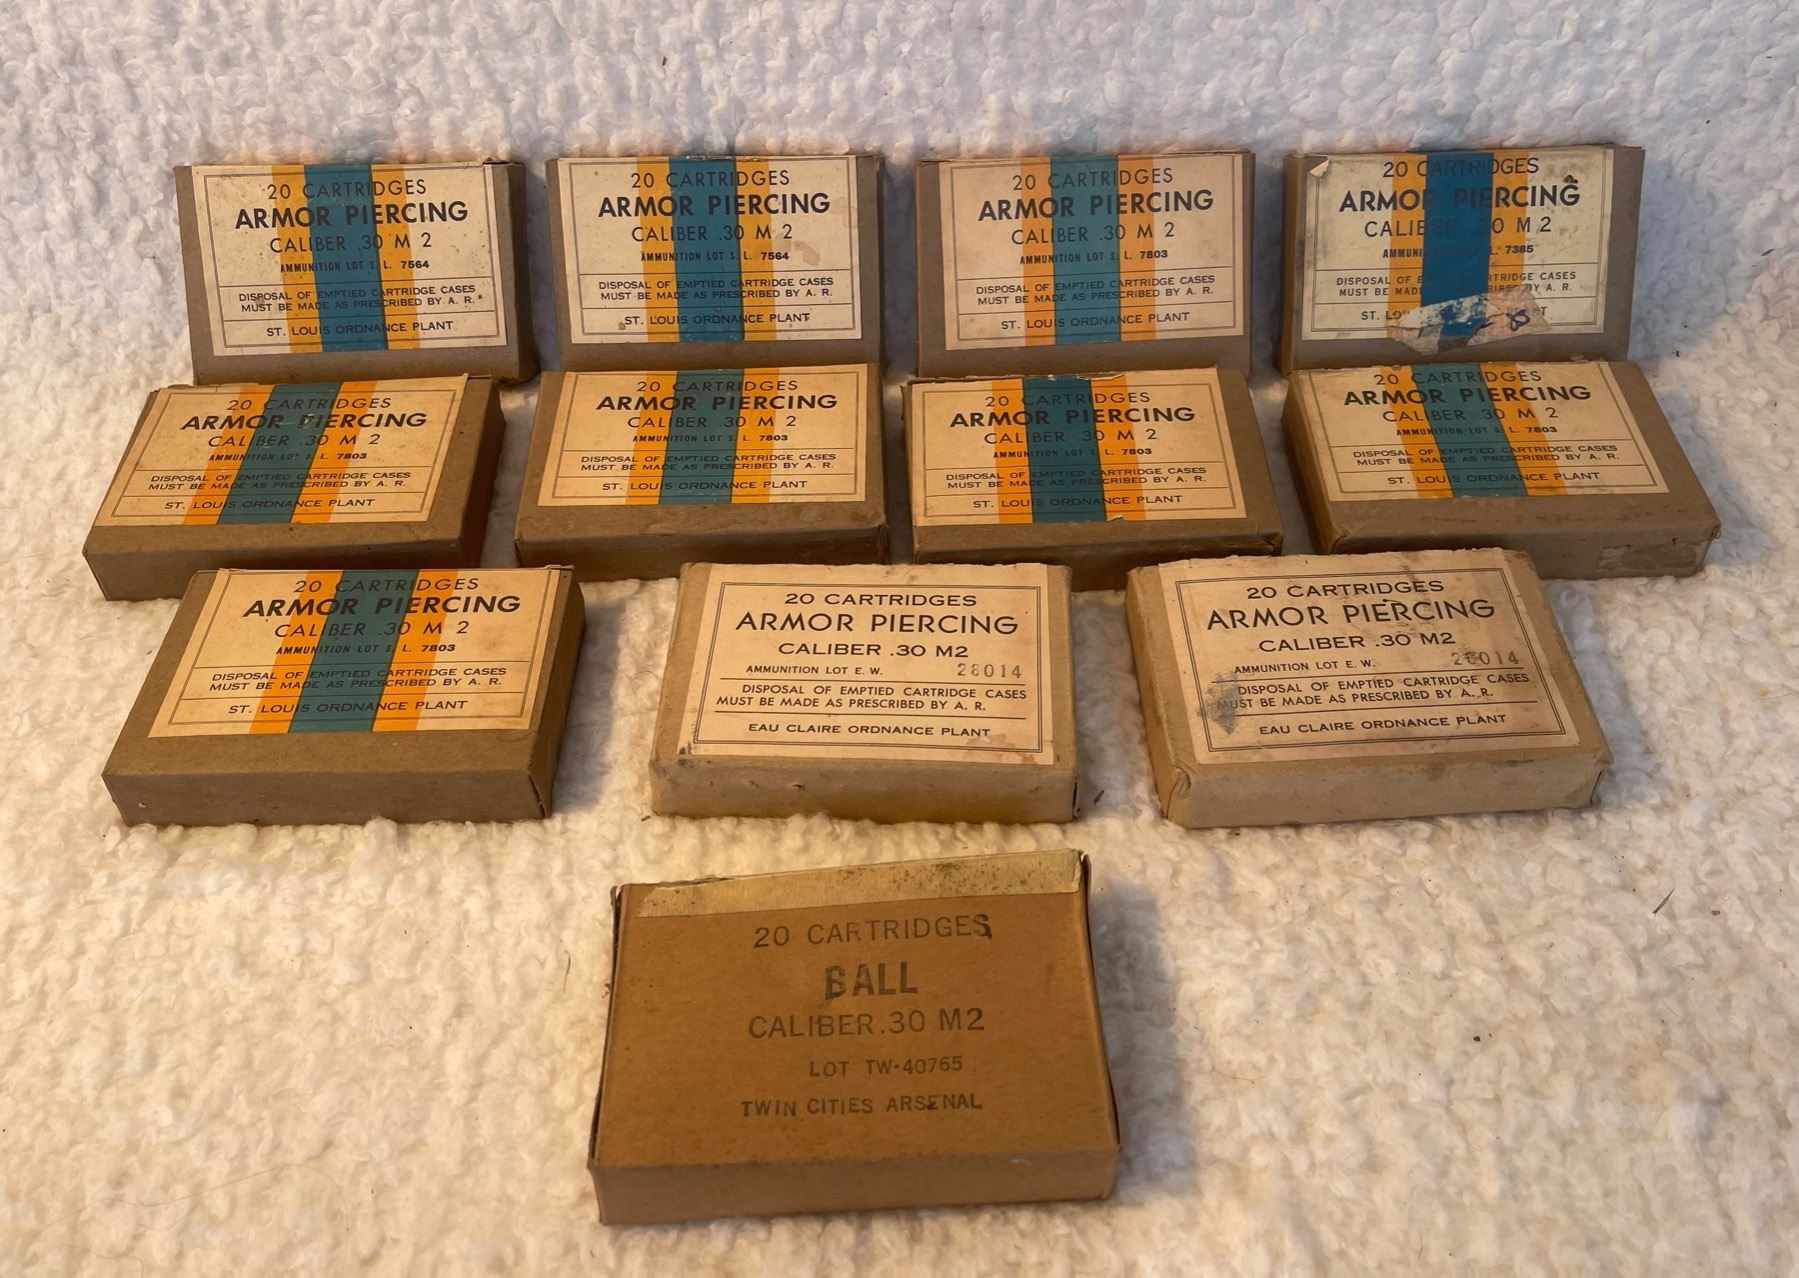 20 CARTRIDGES
ARMOR PIERCING
CALIBER .30 M 2
AMMUNITION LOT S. L. 7564
DISPOSAL OF EMPTIED CARTRIDGE CASES
MUST BE MADE AS PRESCRIBED BY A. R.
ST. LOUIS ORDNANCE PLANT
20 CARTRIDGES
ARMOR PIERCING
CALIBER .30 M 2
AMMUNITION LOT S. L. 7564
DISPOSAL OF EMPTIED CARTRIDGE CASES
MUST BE MADE AS PRESCRIBED BY A. R.
ST. LOUIS ORDNANCE PLANT
20 CARTRIDGES
ARMOR PIERCING
CALIBER .30 M 2
AMMUNITION LOT S. L. 7803
DISPOSAL OF EMPTIED CARTRIDGE CASES
MUST BE MADE AS PRESCRIBED BY A. R.
ST. LOUIS ORDNANCE PLANT
20 CARTRIDGES
ARMOR PIERCING
CALIBER .30 M 2
L. 7385
DISPOSAL OF CARTRIDGE CASES
MUST BE MADE BY A. R.
ST.
20 CARTRIDGES
ARMOR PIERCING
CALIBER .30 M 2
AMMUNITION LOT S. L. 7803
DISPOSAL OF EMPTIED CARTRIDGE CASES
MUST BE MADE AS PRESCRIBED BY A. R.
ST. LOUIS ORDNANCE PLANT
20 CARTRIDGES
ARMOR PIERCING
CALIBER .30 M 2
AMMUNITION LOT S. L. 7803
DISPOSAL OF EMPTIED CARTRIDGE CASES
MUST BE MADE AS PRESCRIBED BY A. R.
ST. LOUIS ORDNANCE PLANT
20 CARTRIDGES
ARMOR PIERCING
CALIBER .30 M 2
AMMUNITION LOT S. L. 7803
DISPOSAL OF EMPTIED CARTRIDGE CASES
MUST BE MADE AS PRESCRIBED BY A. R.
ST. LOUIS ORDNANCE PLANT
20 CARTRIDGES
ARMOR PIERCING
CALIBER .30 M 2
AMMUNITION LOT S. L. 7803
DISPOSAL OF EMPTIED CARTRIDGE CASES
MUST BE MADE AS PRESCRIBED BY A. R.
ST. LOUIS ORDNANCE PLANT
20 CARTRIDGES
ARMOR PIERCING
CALIBER .30 M 2
AMMUNITION LOT S. L. 7803
DISPOSAL OF EMPTIED CARTRIDGE CASES
MUST BE MADE AS PRESCRIBED BY A. R.
ST. LOUIS ORDNANCE PLANT
20 CARTRIDGES
ARMOR PIERCING
CALIBER .30 M2
AMMUNITION LOT E. W. 28014
DISPOSAL OF EMPTIED CARTRIDGE CASES
MUST BE MADE AS PRESCRIBED BY A. R.
EAU CLAIRE ORDNANCE PLANT
20 CARTRIDGES
ARMOR PIERCING
CALIBER .30 M2
AMMUNITION LOT E. W. 28014
DISPOSAL OF EMPTIED CARTRIDGE CASES
MUST BE MADE AS PRESCRIBED BY A. R.
EAU CLAIRE ORDNANCE PLANT
20 CARTRIDGES
BALL
CALIBER .30 M2
LOT TW-40765
TWIN CITIES ARSENAL